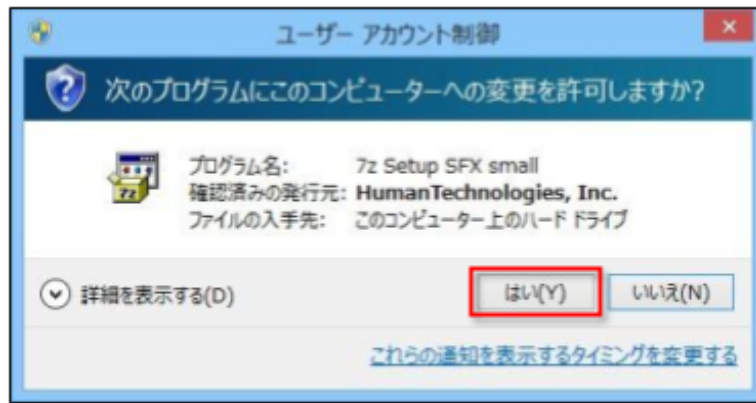 ユーザー アカウント制御
次のプログラムにこのコンピューターへの変更を許可しますか?
プログラム名: 7z Setup SFX small
確認済みの発行元: HumanTechnologies, Inc.
ファイルの入手先: このコンピューター上のハード ドライブ
詳細を表示する(D) はい(Y) いいえ(N)
これらの通知を表示するタイミングを変更する